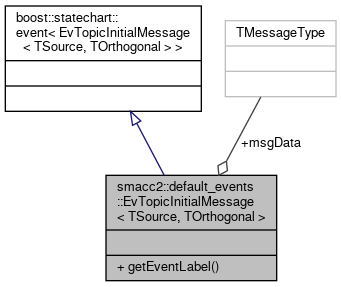 boost::statechart::
event< EvTopicInitialMessage
< TSource, TOrthogonal > >
TMessageType
+msgData
smacc2::default_events
::EvTopicInitialMessage
< TSource, TOrthogonal >
+ getEventLabel()